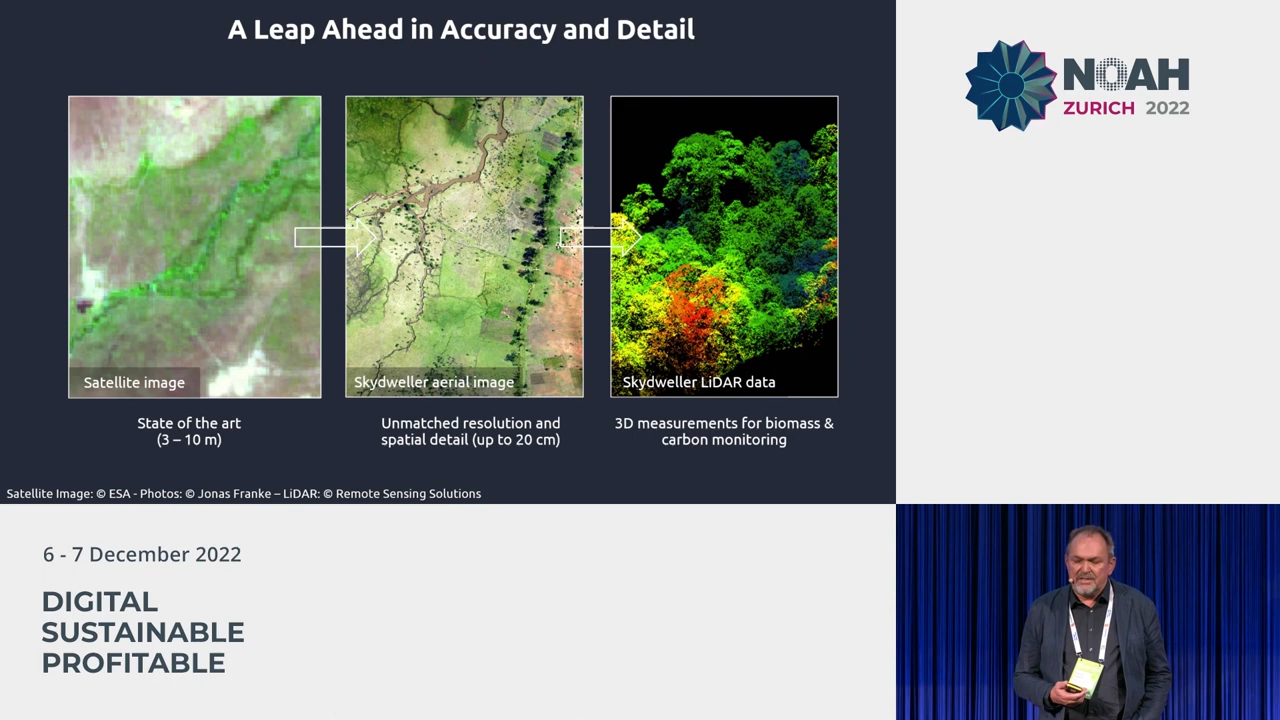 A Leap Ahead in Accuracy and Detail
Satellite image
Skydweller aerial image
Skydweller LiDAR data
State of the art
(3 – 10 m)
Unmatched resolution and
spatial detail (up to 20 cm)
3D measurements for biomass &
carbon monitoring
Satellite Image: © ESA - Photos: © Jonas Franke – LiDAR: © Remote Sensing Solutions
NOAH
ZURICH 2022
6 - 7 December 2022
DIGITAL
SUSTAINABLE
PROFITABLE